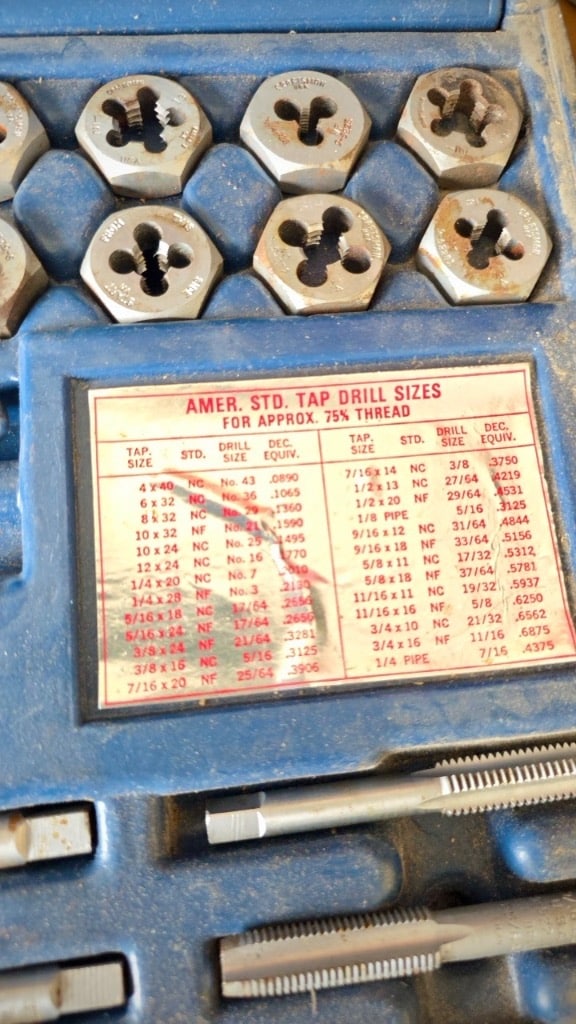 AMER. STD. TAP DRILL SIZES
FOR APPROX. 75% THREAD
TAP. SIZE STD. DRILL SIZE DEC. EQUIV.
4 x 40 NC No. 43 .0890
6 x 32 NC No. 36 .1065
8 x 32 NC No. 29 .1360
10 x 32 NF No. 21 .1590
10 x 24 NC No. 25 .1495
12 x 24 NC No. 16 .1770
1/4 x 20 NC No. 7
1/4 x 28 NF No. 3 .2130
5/16 x 18 NC 17/64 .2656
5/16 x 24 NF 17/64 .2656
3/8 x 24 NF 21/64 .3281
3/8 x 16 NC 5/16 .3125
7/16 x 20 NF 25/64 .3906
TAP. SIZE STD. DRILL SIZE DEC. EQUIV.
7/16 x 14 NC 3/8 .3750
1/2 x 13 NC 27/64 .4219
1/2 x 20 NF 29/64 .4531
1/8 PIPE 5/16 .3125
9/16 x 12 NC 31/64 .4844
9/16 x 18 NF 33/64 .5156
5/8 x 11 NC 17/32 .5312
5/8 x 18 NF 37/64 .5781
11/16 x 11 NC 19/32 .5937
11/16 x 16 NF 5/8 .6250
3/4 x 10 NC 21/32 .6562
3/4 x 16 NF 11/16 .6875
1/4 PIPE 7/16 .4375